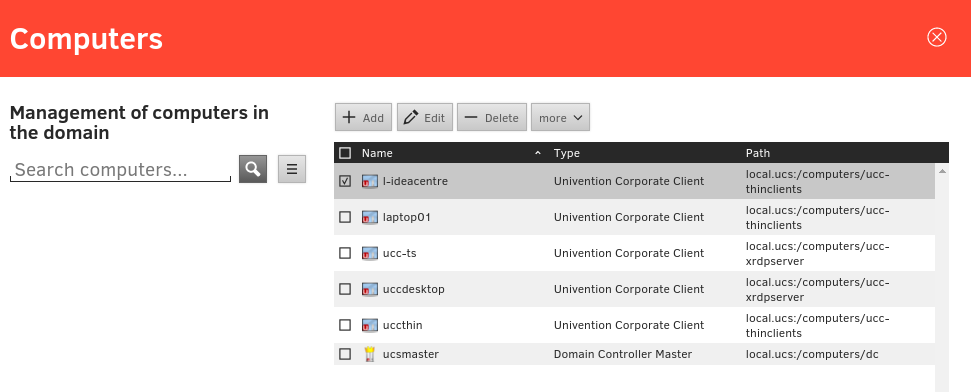 Computers
Management of computers in
the domain
Search computers...
Add Edit Delete more
Name Type Path
l-ideacentre Univention Corporate Client local.ucs:/computers/ucc-
thinclients
laptop01 Univention Corporate Client local.ucs:/computers/ucc-
thinclients
ucc-ts Univention Corporate Client local.ucs:/computers/ucc-
xrdpserver
uccdesktop Univention Corporate Client local.ucs:/computers/ucc-
xrdpserver
uccthin Univention Corporate Client local.ucs:/computers/ucc-
thinclients
ucsmaster Domain Controller Master local.ucs:/computers/dc